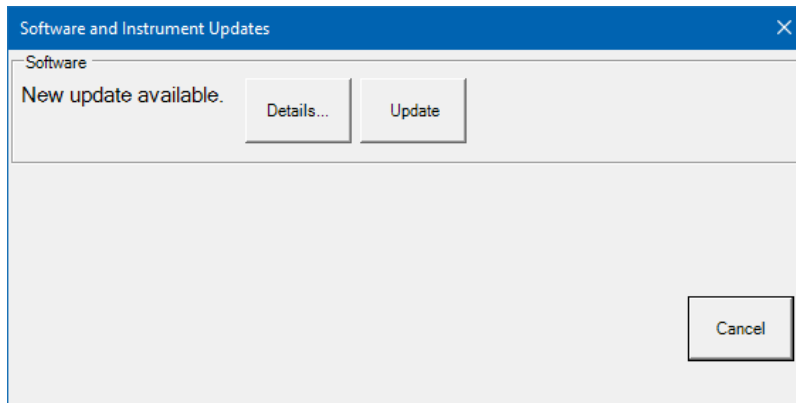 Software and Instrument Updates
Software
New update available.
Details...
Update
Cancel